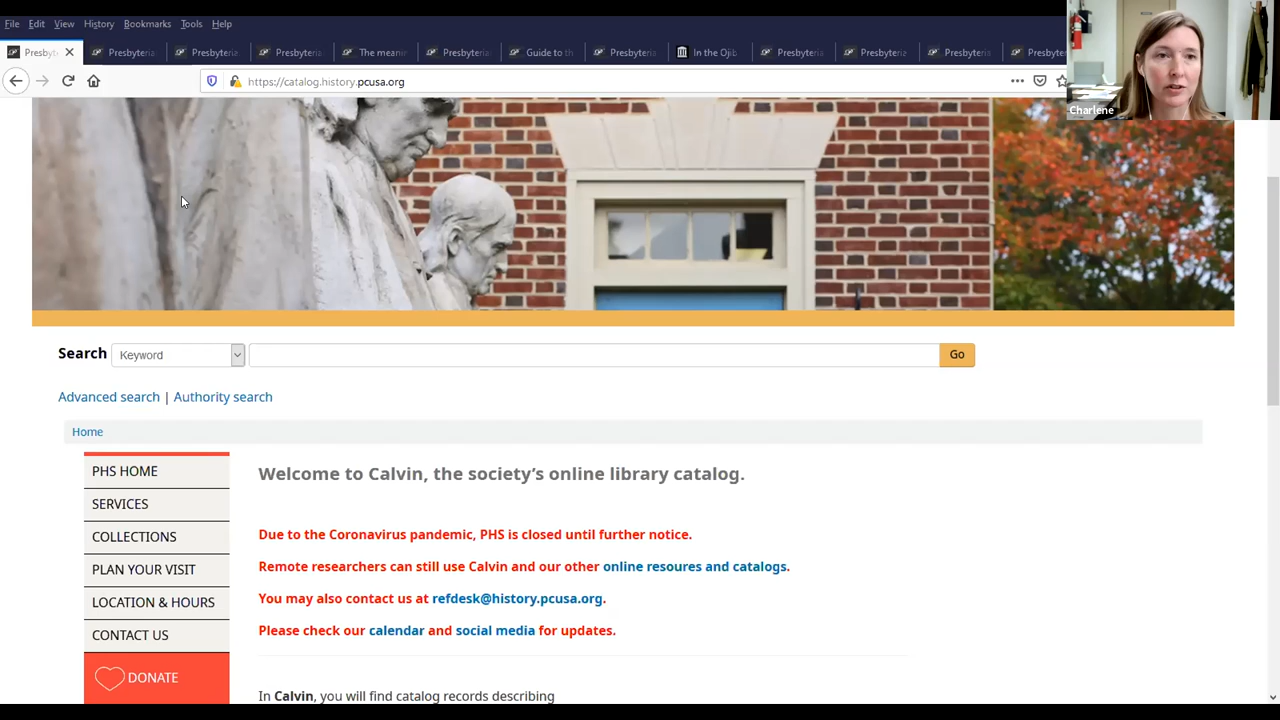 File Edit View History Bookmarks Tools Help
Presbyt Presbyteria Presbyteria Presbyteria The meani Presbyteria Guide to th Presbyteria In the Ojib Presbyteria Presbyteria Presbyteria Presbyteria
https://catalog.history.pcusa.org
Charlene
Search Keyword Go
Advanced search | Authority search
Home
PHS HOME
SERVICES
COLLECTIONS
PLAN YOUR VISIT
LOCATION & HOURS
CONTACT US
DONATE
Welcome to Calvin, the society’s online library catalog.
Due to the Coronavirus pandemic, PHS is closed until further notice.
Remote researchers can still use Calvin and our other online resoures and catalogs.
You may also contact us at refdesk@history.pcusa.org.
Please check our calendar and social media for updates.
In Calvin, you will find catalog records describing